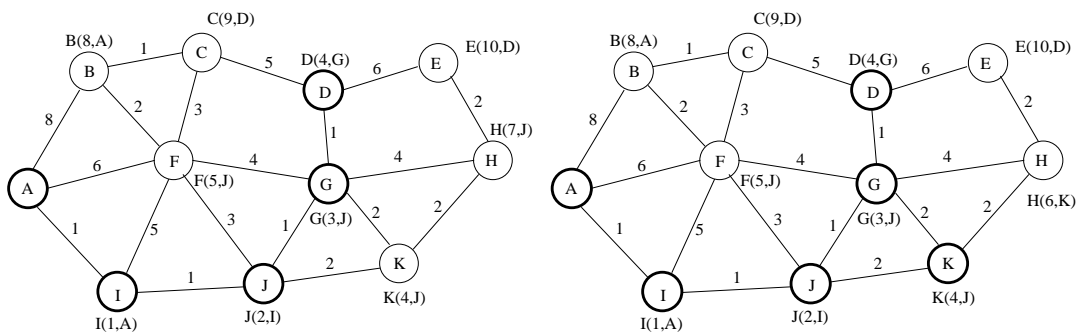 C(9,D)
B(8,A)
1
C
5
D(4,G)
6
E(10,D)
B
E
D
2
3
2
8
1
H(7,J)
6
F
4
4
H
A
F(5,J)
G
G(3,J)
1
5
3
1
2
2
I
1
J
2
K
K(4,J)
I(1,A)
J(2,I)
C(9,D)
B(8,A)
1
C
5
D(4,G)
6
E(10,D)
B
E
D
2
3
2
8
1
6
F
4
4
H
A
F(5,J)
G
H(6,K)
G(3,J)
1
5
3
1
2
2
I
1
J
2
K
K(4,J)
I(1,A)
J(2,I)